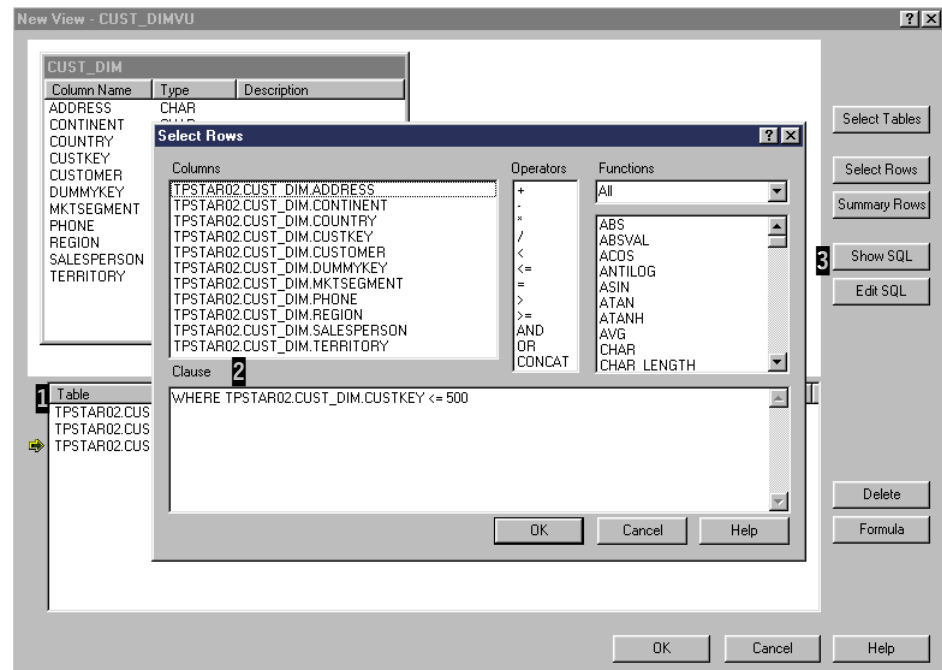 New View - CUST_DIMVU
CUST_DIM
Column Name Type Description
ADDRESS CHAR
CONTINENT
COUNTRY
CUSTKEY
CUSTOMER
DUMMYKEY
MKTSEGMENT
PHONE
REGION
SALESPERSON
TERRITORY
Select Rows
Columns
TPSTAR02.CUST_DIM.ADDRESS
TPSTAR02.CUST_DIM.CONTINENT
TPSTAR02.CUST_DIM.COUNTRY
TPSTAR02.CUST_DIM.CUSTKEY
TPSTAR02.CUST_DIM.CUSTOMER
TPSTAR02.CUST_DIM.DUMMYKEY
TPSTAR02.CUST_DIM.MKTSEGMENT
TPSTAR02.CUST_DIM.PHONE
TPSTAR02.CUST_DIM.REGION
TPSTAR02.CUST_DIM.SALESPERSON
TPSTAR02.CUST_DIM.TERRITORY
Operators
+
-
*
/
<
<=
=
>
>=
AND
OR
CONCAT
Functions
All
ABS
ABSVAL
ACOS
ANTILOG
ASIN
ATAN
ATANH
AVG
CHAR
CHAR_LENGTH
Clause 2
WHERE TPSTAR02.CUST_DIM.CUSTKEY <= 500
OK Cancel Help
1 Table
TPSTAR02.CUS
TPSTAR02.CUS
TPSTAR02.CUS
Select Tables
Select Rows
Summary Rows
3 Show SQL
Edit SQL
Delete
Formula
OK Cancel Help